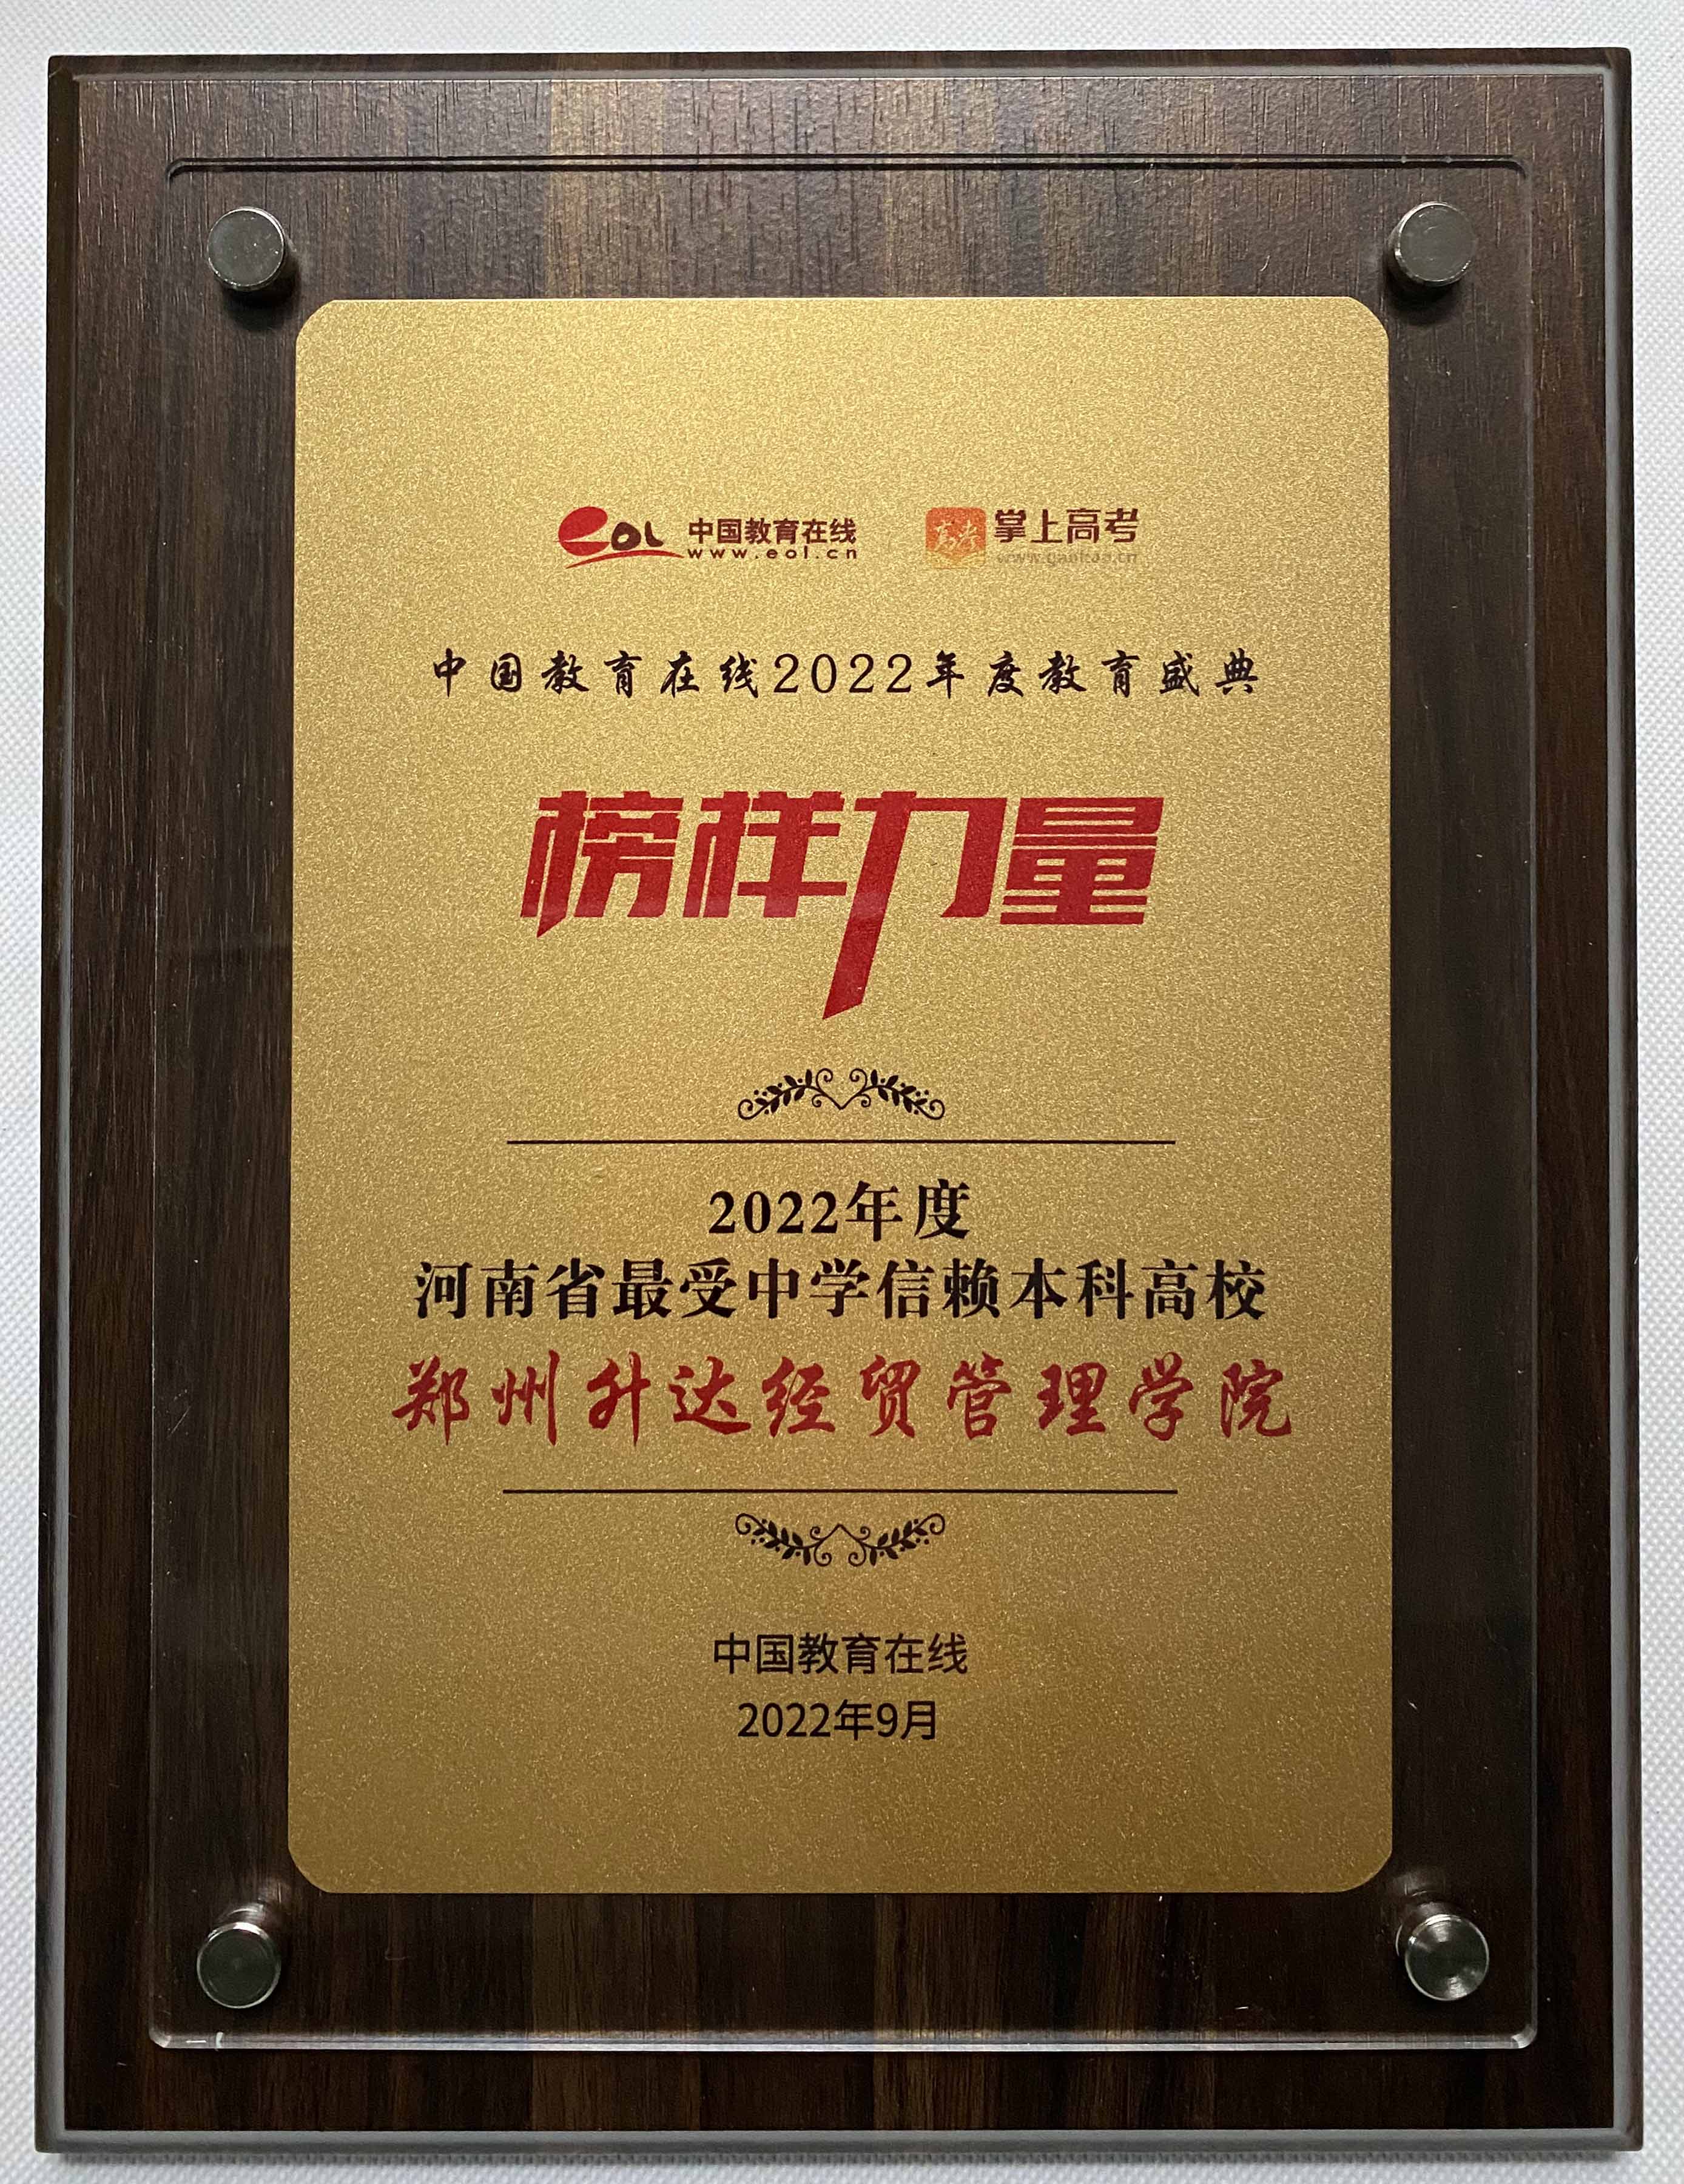 eol 中国教育在线 掌上高考
www.eol.cn www.gaokao.cn
中国教育在线2022年度教育盛典
榜样力量
2022年度
河南省最受中学信赖本科高校
郑州升达经贸管理学院
中国教育在线
2022年9月